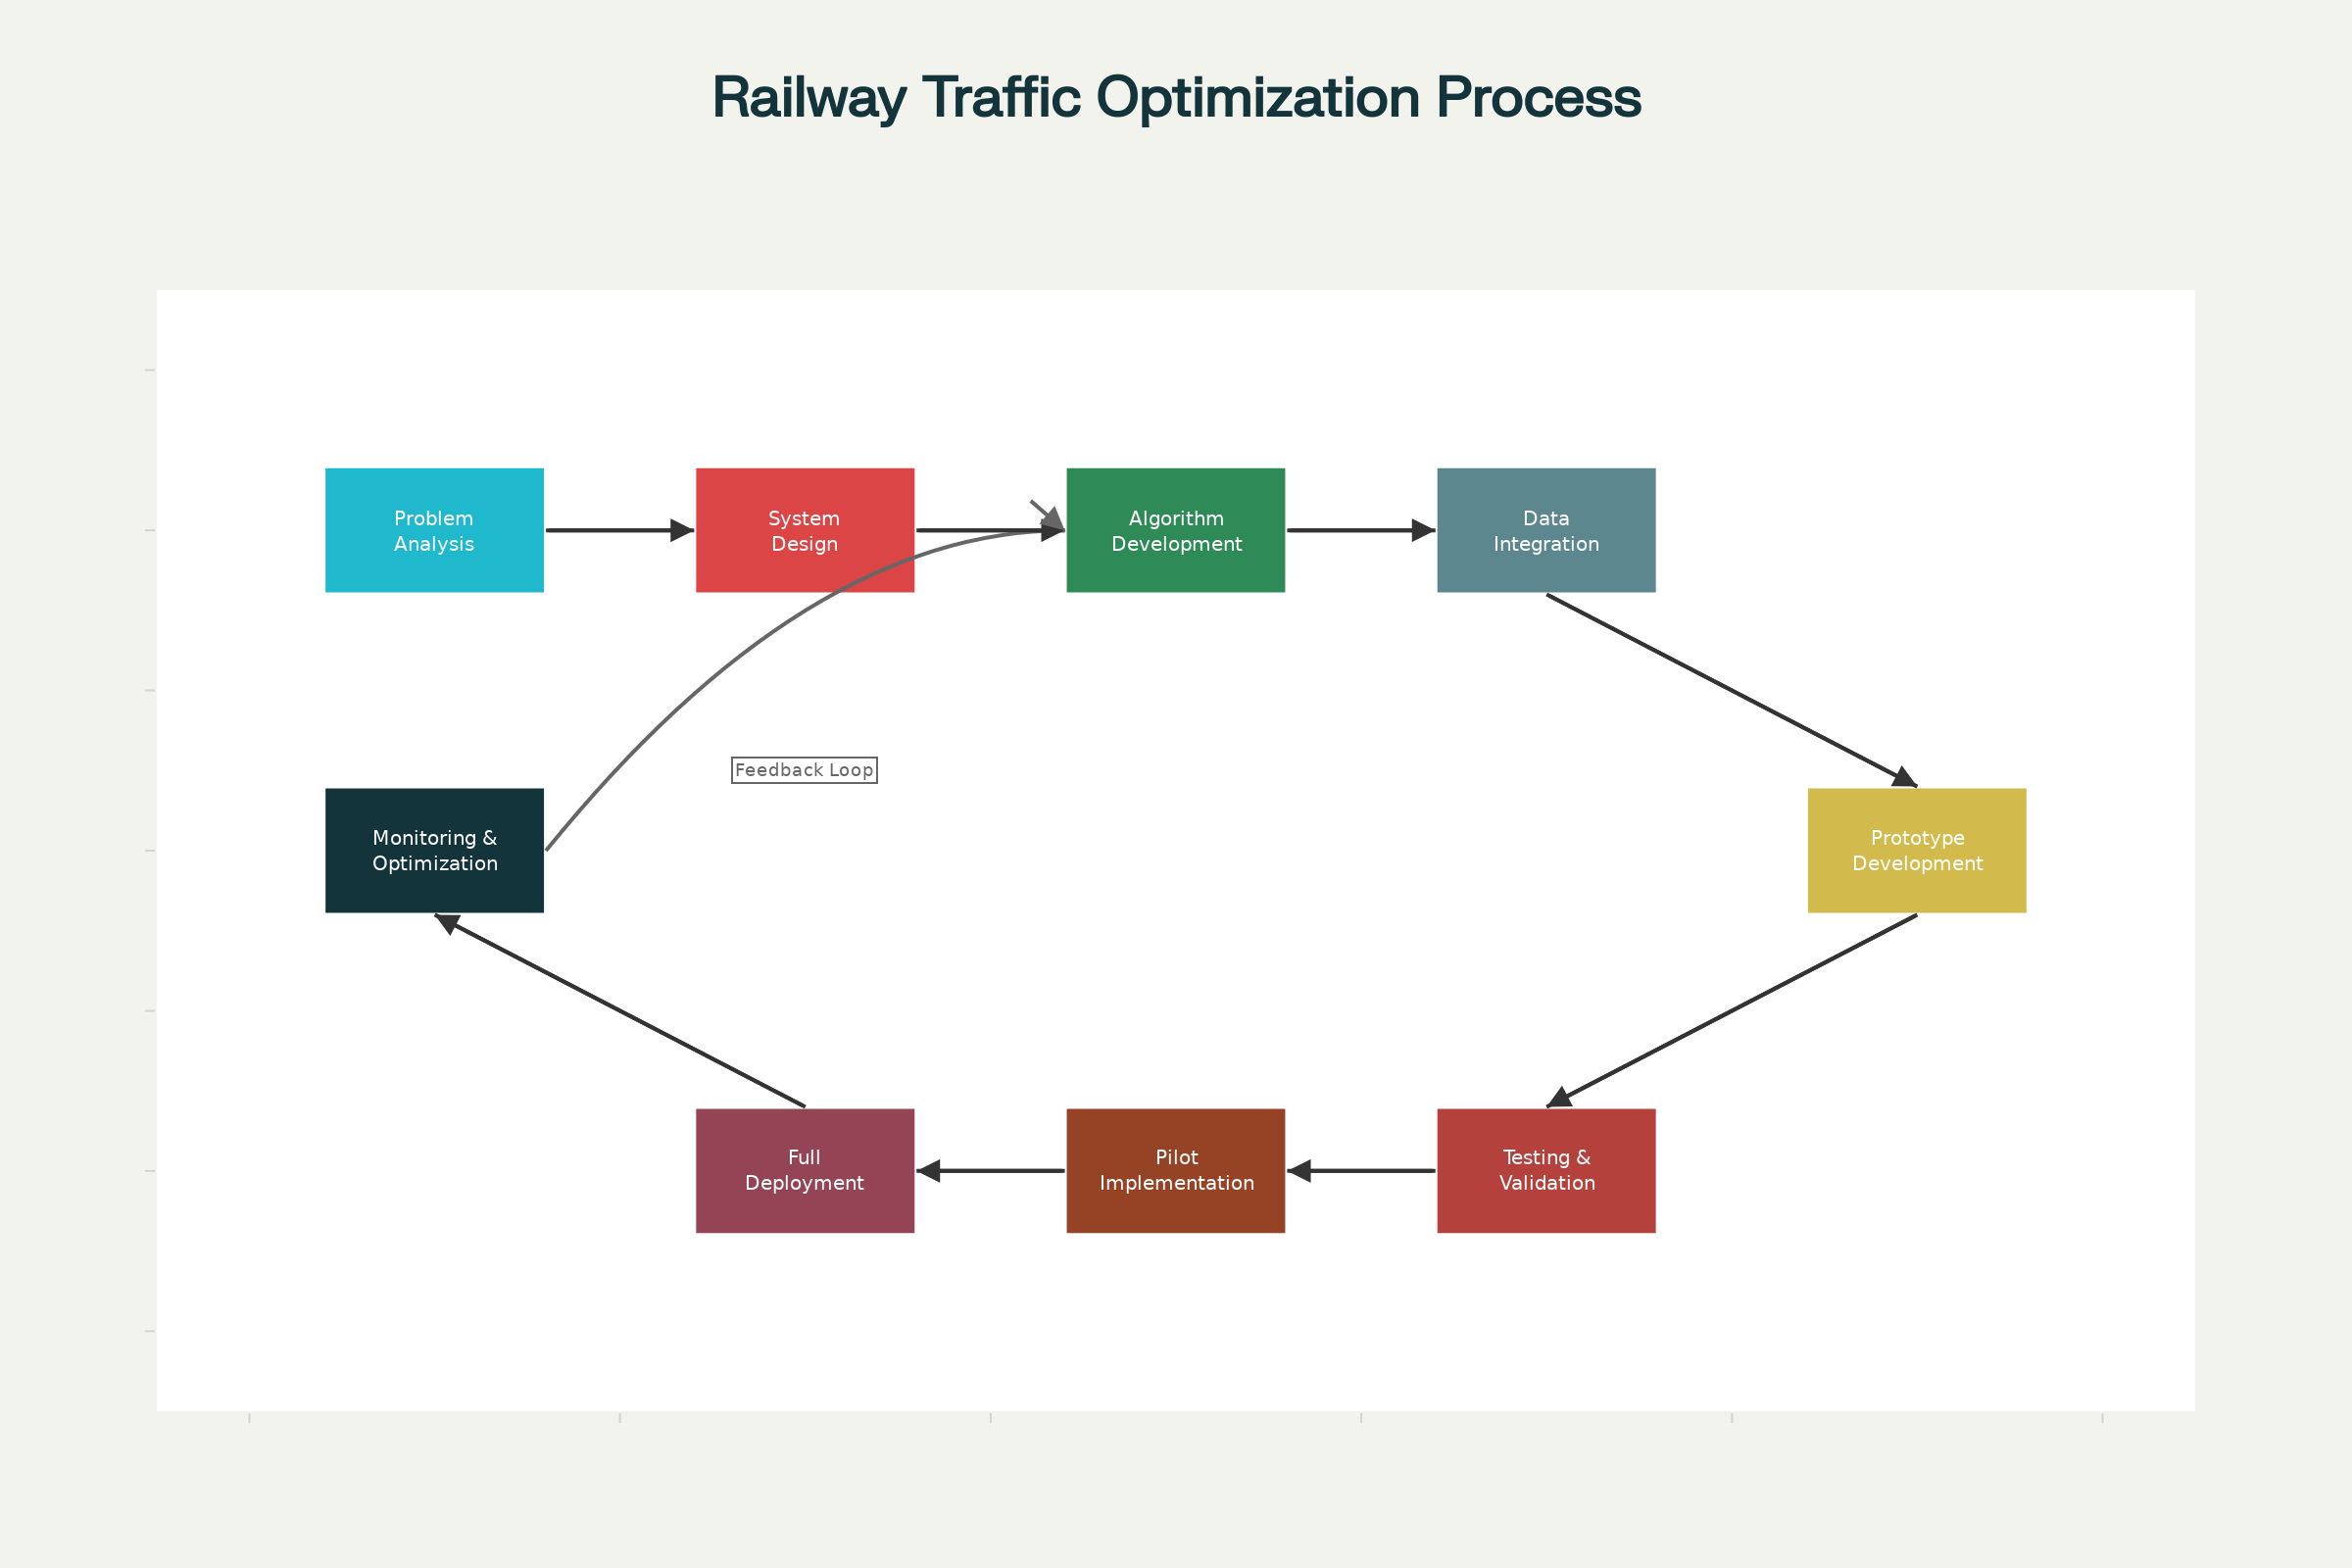 Railway Traffic Optimization Process
Problem
Analysis
System
Design
Algorithm
Development
Data
Integration
Feedback Loop
Monitoring &
Optimization
Prototype
Development
Full
Deployment
Pilot
Implementation
Testing &
Validation